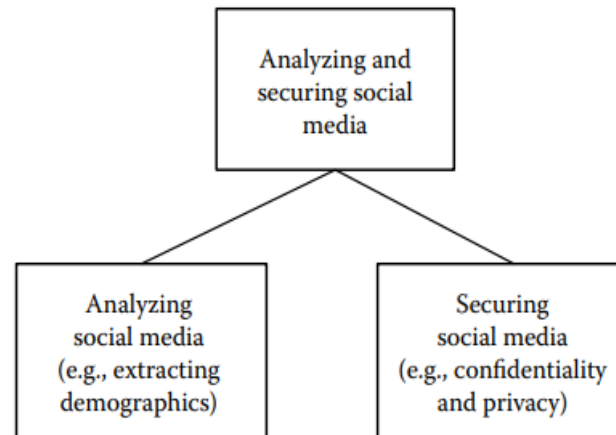 Analyzing and
securing social
media
Analyzing
social media
(e.g., extracting
demographics)
Securing
social media
(e.g., confidentiality
and privacy)